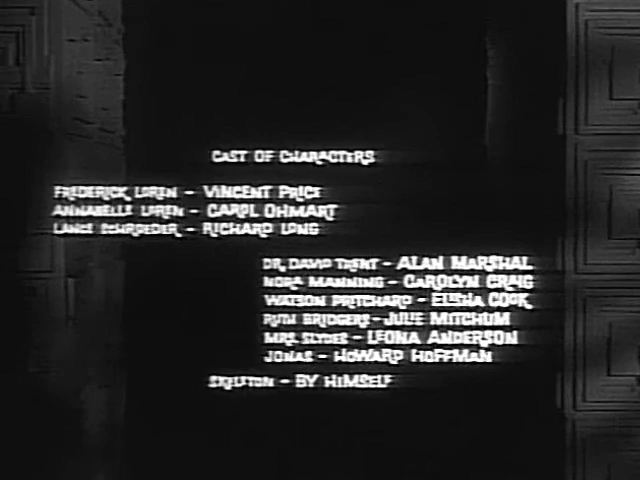 CAST OF CHARACTERS
FREDERICK LOREN – VINCENT PRICE
ANNABELLE LOREN – CAROL OHMART
LANCE SCHROEDER – RICHARD LONG
DR. DAVID TRENT – ALAN MARSHAL
NORA MANNING – CAROLYN CRAIG
WATSON PRITCHARD – ELISHA COOK
RUTH BRIDGERS – JULIE MITCHUM
MRS. SLYDES – LEONA ANDERSON
JONAS – HOWARD HOFFMAN
SKELETON – BY HIMSELF